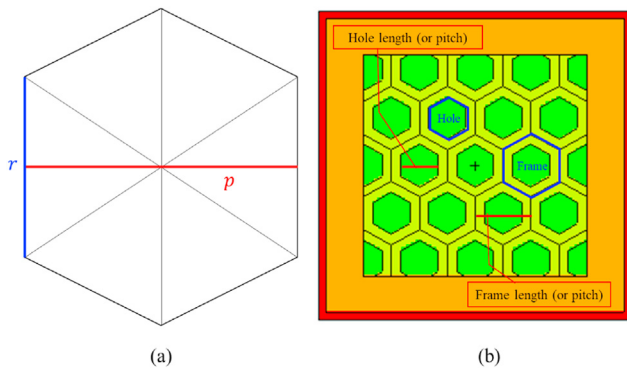 r
p
(a)
Hole length (or pitch)
Hole
Frame
Frame length (or pitch)
(b)